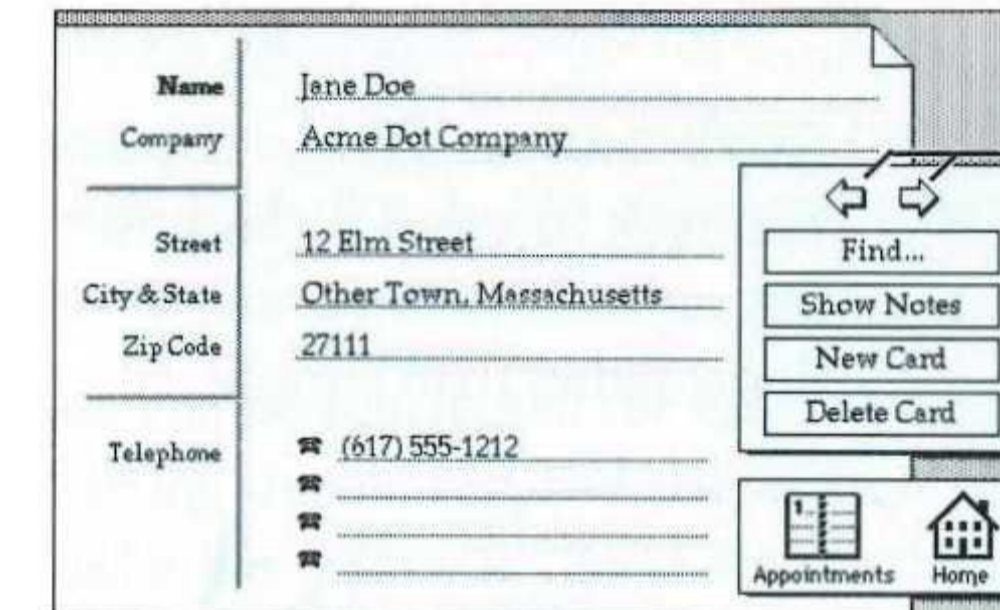 Name Jane Doe
Company Acme Dot Company
Street 12 Elm Street
City & State Other Town, Massachusetts
Zip Code 27111
Telephone (617) 555-1212
Find...
Show Notes
New Card
Delete Card
1
Appointments
Home